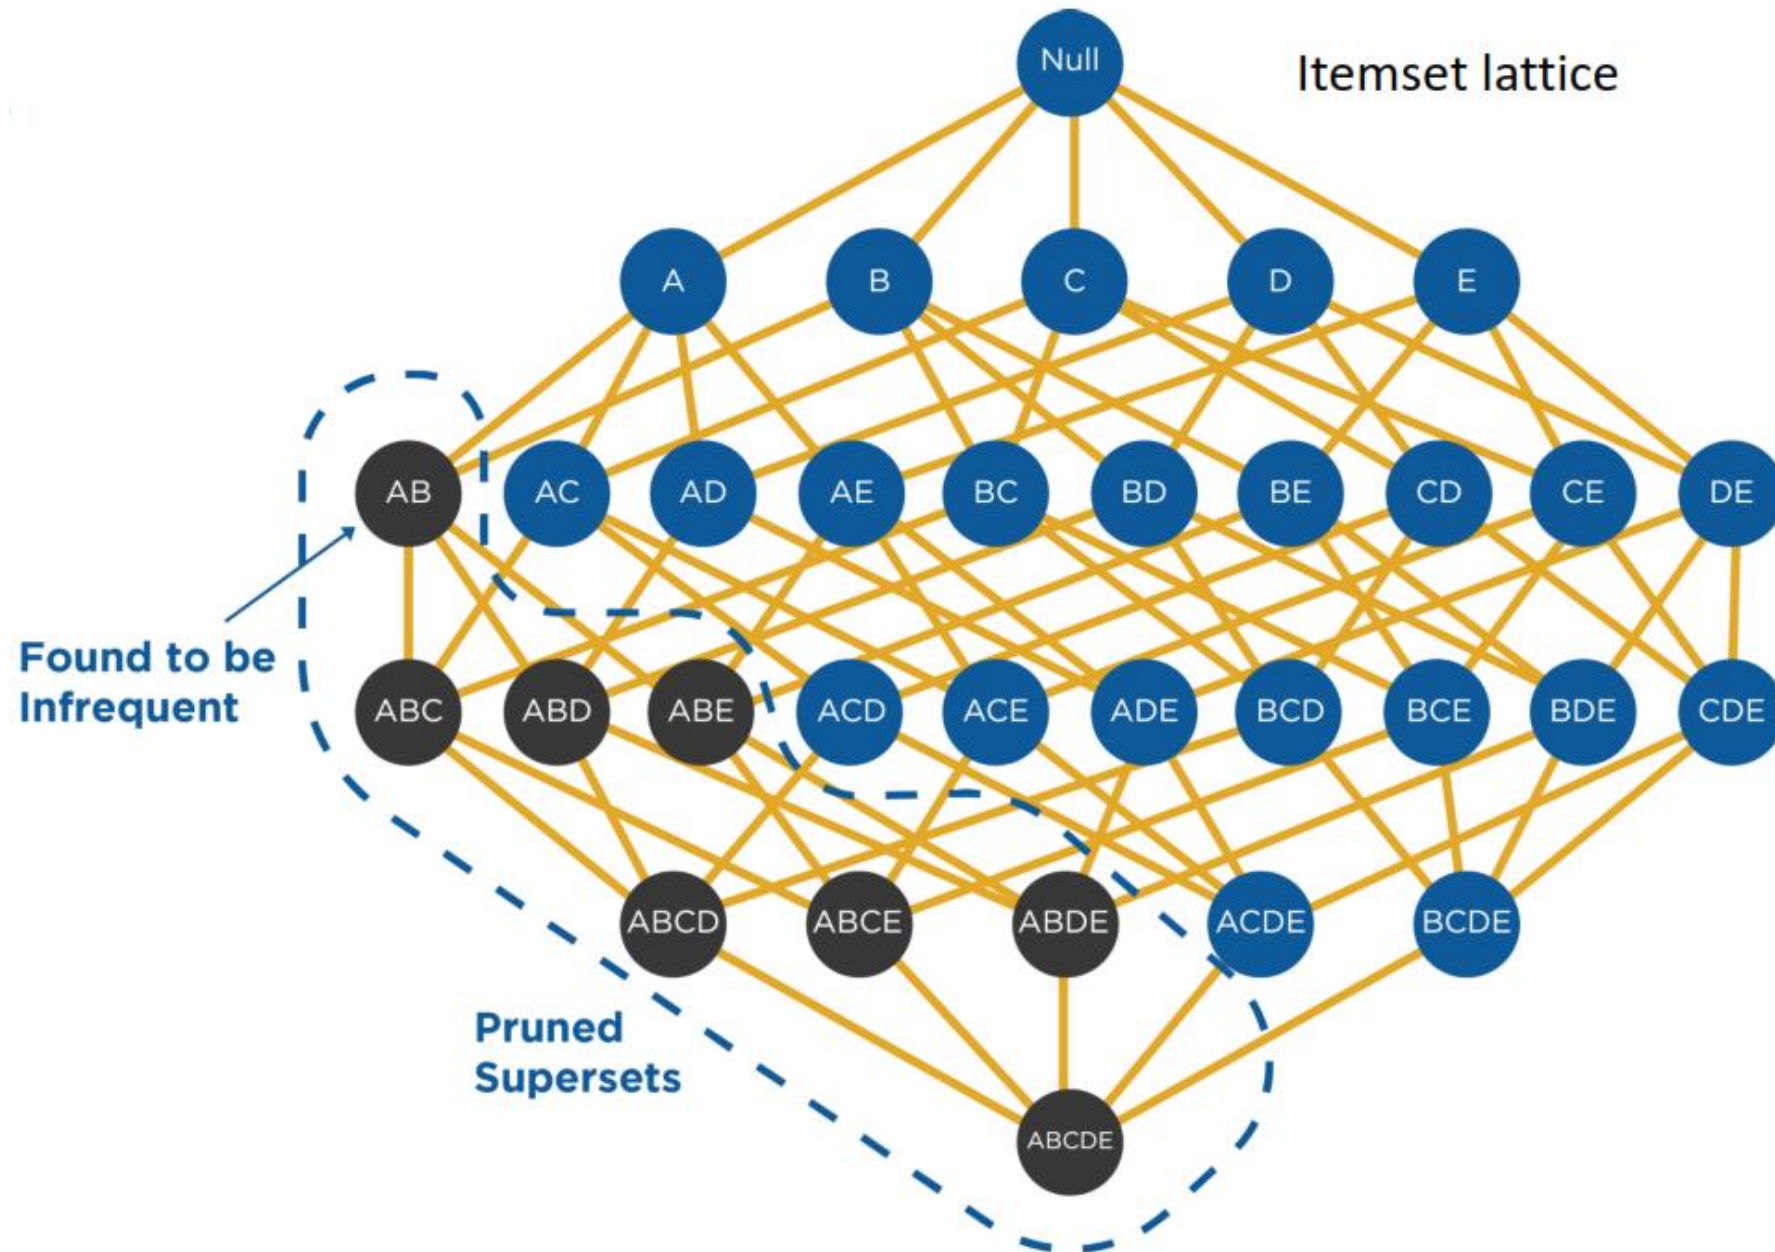 Null
Itemset lattice
A
B
C
D
E
AB
AC
AD
AE
BC
BD
BE
CD
CE
DE
Found to be
Infrequent
ABC
ABD
ABE
ACD
ACE
ADE
BCD
BCE
BDE
CDE
ABCD
ABCE
ABDE
ACDE
BCDE
Pruned
Supersets
ABCDE